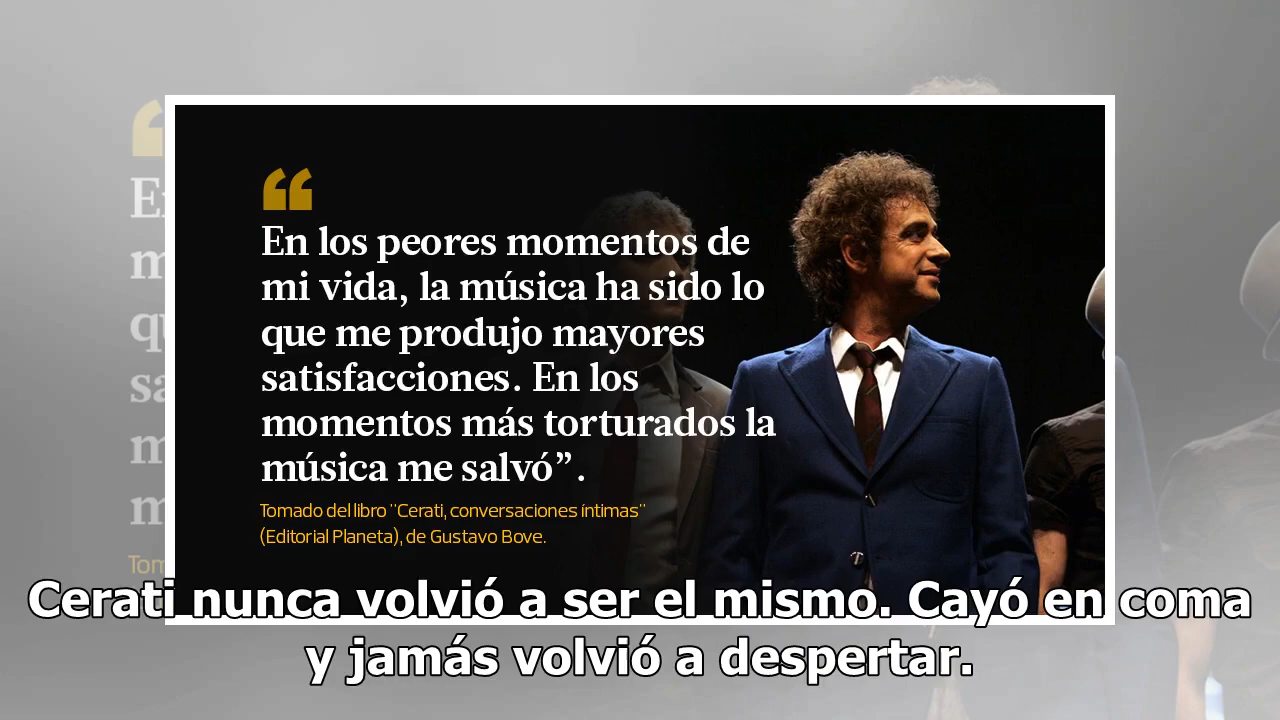 “
En los peores momentos de
mi vida, la música ha sido lo
que me produjo mayores
satisfacciones. En los
momentos más torturados la
música me salvó”.
Tomado del libro "Cerati, conversaciones íntimas"
(Editorial Planeta), de Gustavo Bove.
Cerati nunca volvió a ser el mismo. Cayó en coma
y jamás volvió a despertar.